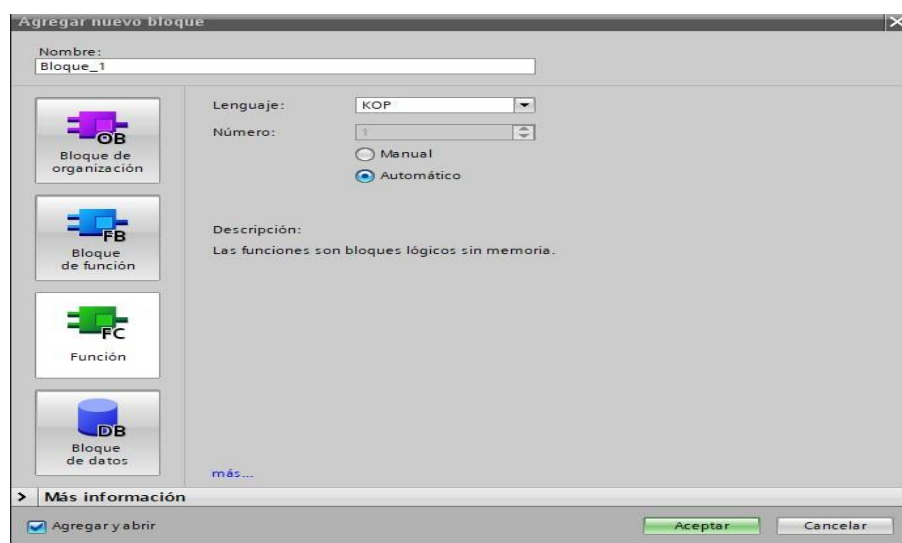 Agregar nuevo bloque
Nombre:
Bloque_1
OB
Bloque de
organización
FB
Bloque
de función
FC
Función
DB
Bloque
de datos
Lenguaje:
KOP
Número:
1
Manual
Automático
Descripción:
Las funciones son bloques lógicos sin memoria.
más...
> Más información
Agregar y abrir
Aceptar
Cancelar